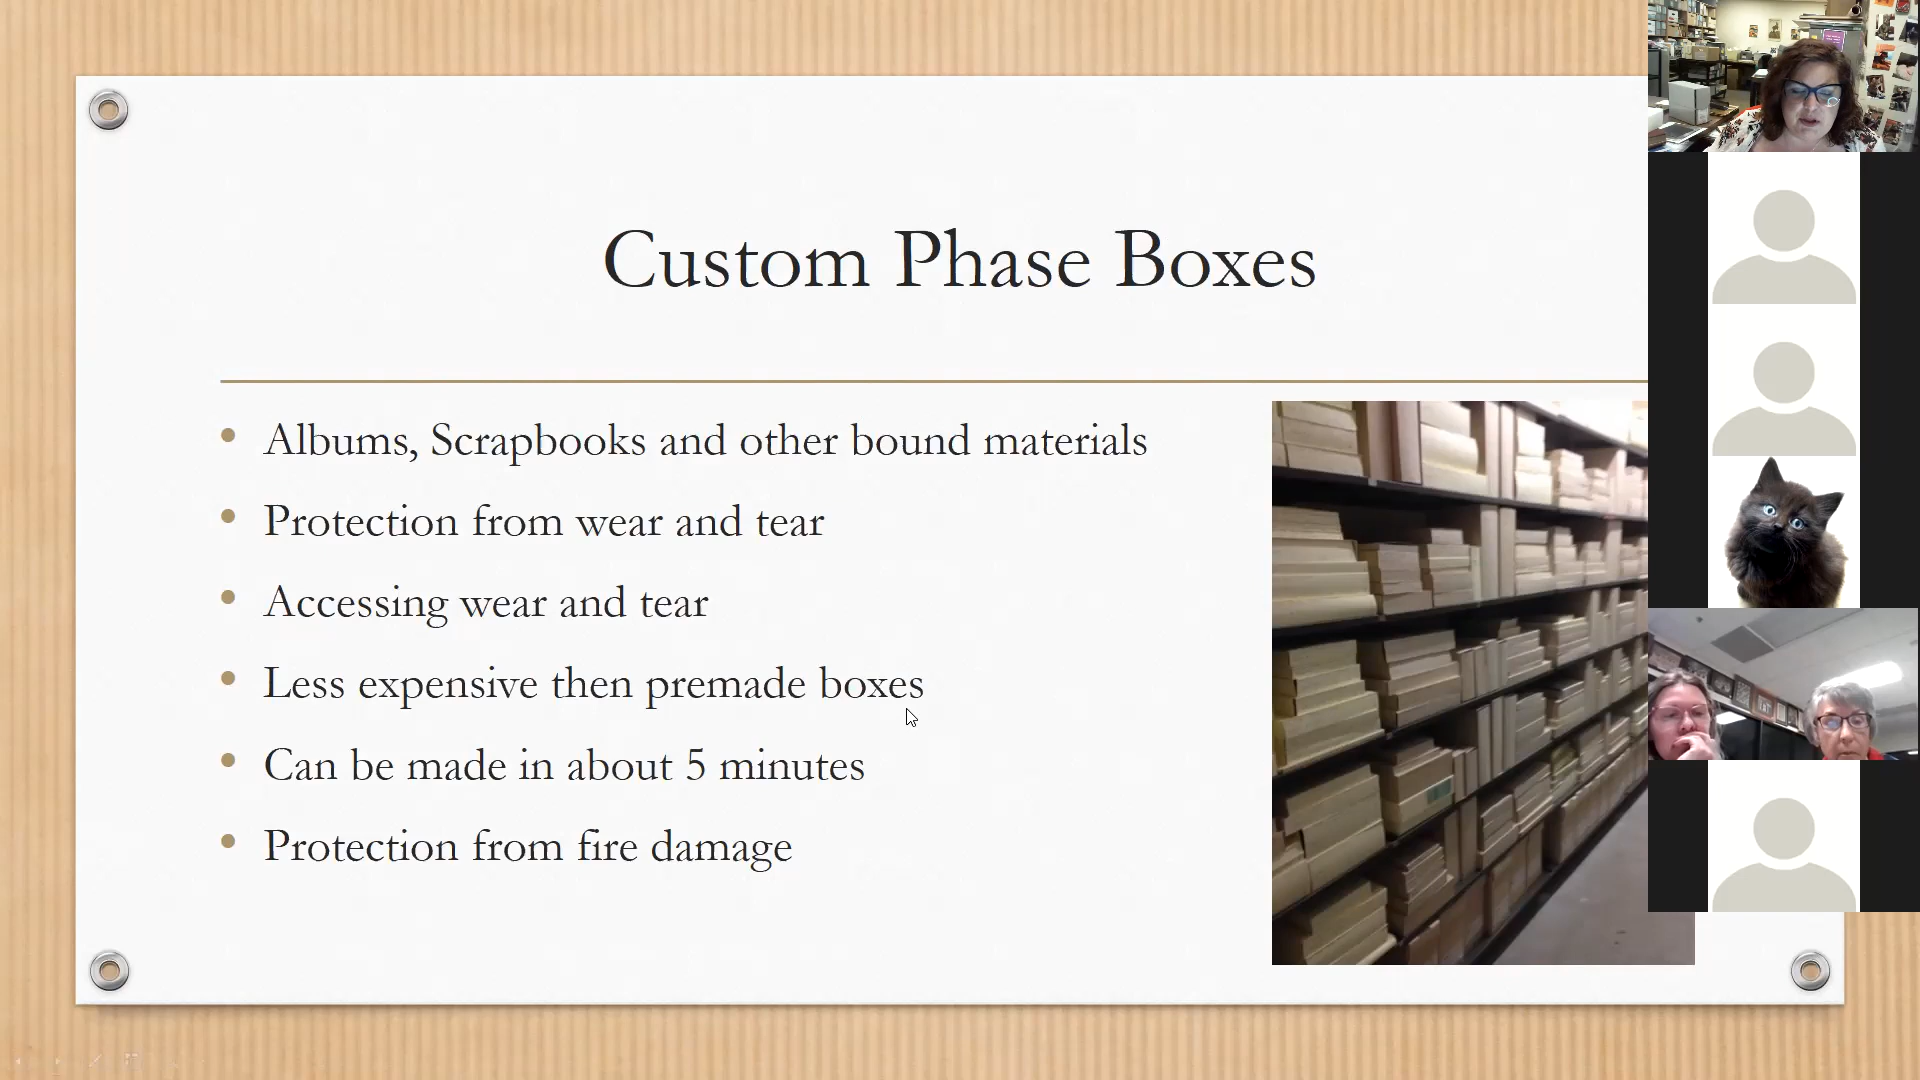 Custom Phase Boxes
Albums, Scrapbooks and other bound materials
Protection from wear and tear
Accessing wear and tear
Less expensive then premade boxes
Can be made in about 5 minutes
Protection from fire damage